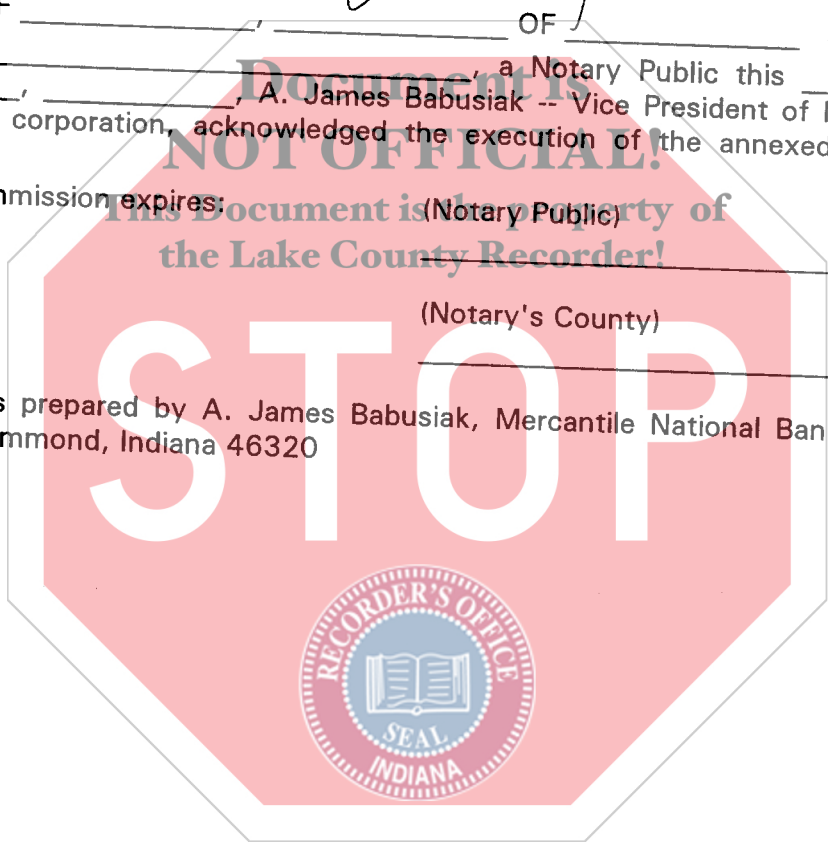 OF
, a Notary Public this
, A. James Babusiak -- Vice President of
corporation, acknowledged the execution of the annexed
expires:
(Notary Public)
(Notary's County)
prepared by A. James Babusiak, Mercantile National
Indiana 46320
Document is
NOT OFFICIAL!
This Document is the property of
the Lake County Recorder!
STOP
RECORDER'S OFFICE
SEAL
INDIANA